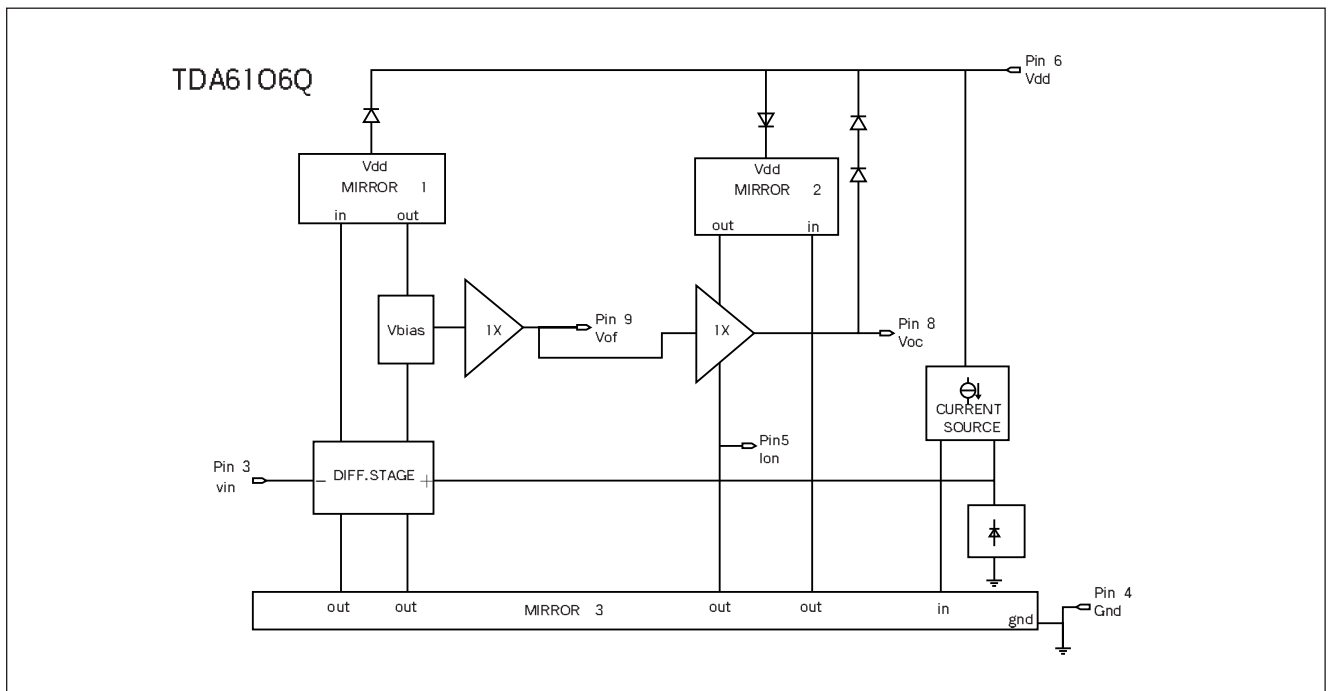 TDA6106Q
Pin 6
Vdd
Vdd
MIRROR 1
in out
Vdd
MIRROR 2
out in
Vbias
1X
Pin 9
Vof
1X
Pin 8
Voc
CURRENT
SOURCE
Pin5
Ion
Pin 3
vin
− DIFF.STAGE +
out out MIRROR 3 out out in gnd
Pin 4
Gnd